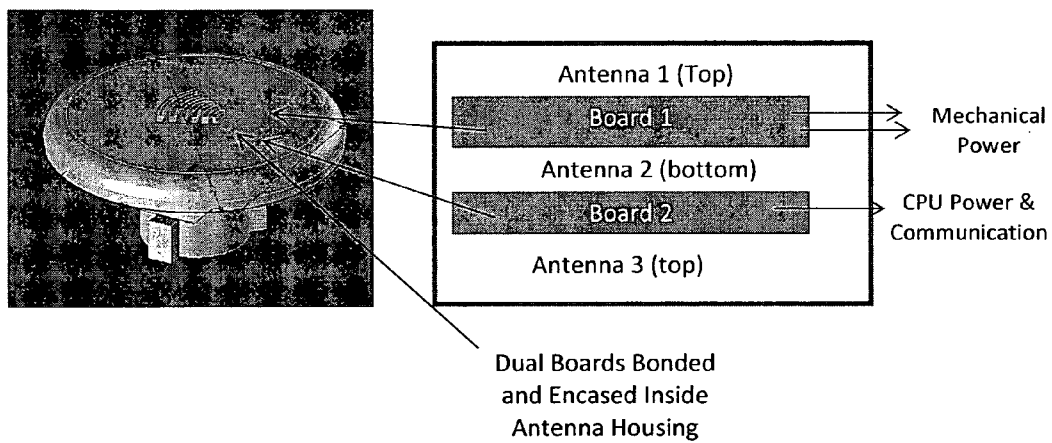 Antenna 1 (Top)
Board 1
Mechanical
Power
Antenna 2 (bottom)
Board 2
CPU Power &
Communication
Antenna 3 (top)
Dual Boards Bonded
and Encased Inside
Antenna Housing